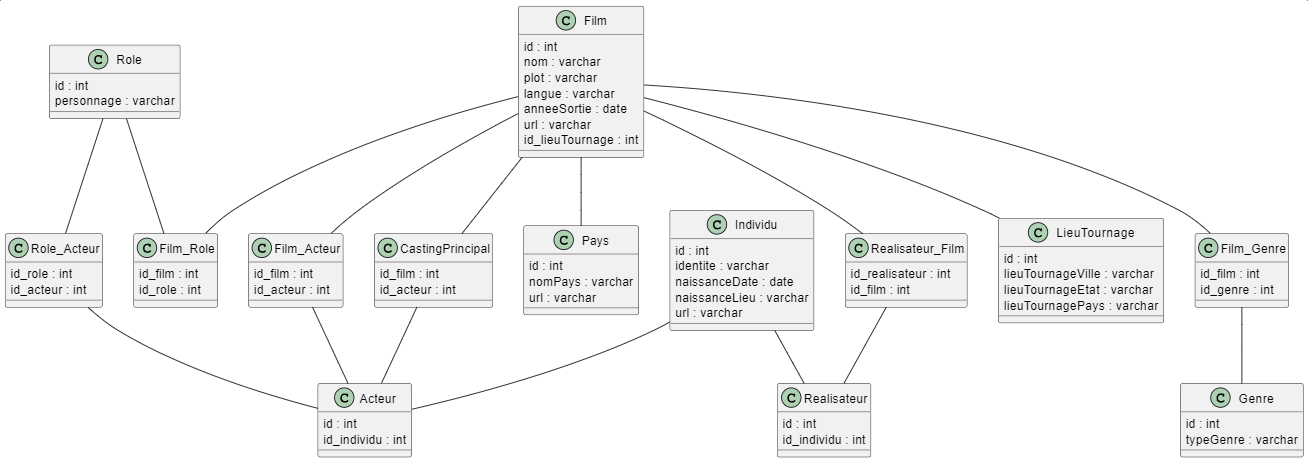 C Film
id : int
nom : varchar
plot : varchar
langue : varchar
anneeSortie : date
url : varchar
id_lieuTournage : int
C Role
id : int
personnage : varchar
C Role_Acteur
id_role : int
id_acteur : int
C Film_Role
id_film : int
id_role : int
C Film_Acteur
id_film : int
id_acteur : int
C CastingPrincipal
id_film : int
id_acteur : int
C Pays
id : int
nomPays : varchar
url : varchar
C Individu
id : int
identite : varchar
naissanceDate : date
naissanceLieu : varchar
url : varchar
C Realisateur_Film
id_realisateur : int
id_film : int
C LieuTournage
id : int
lieuTournageVille : varchar
lieuTournageEtat : varchar
lieuTournagePays : varchar
C Film_Genre
id_film : int
id_genre : int
C Acteur
id : int
id_individu : int
C Realisateur
id : int
id_individu : int
C Genre
id : int
typeGenre : varchar